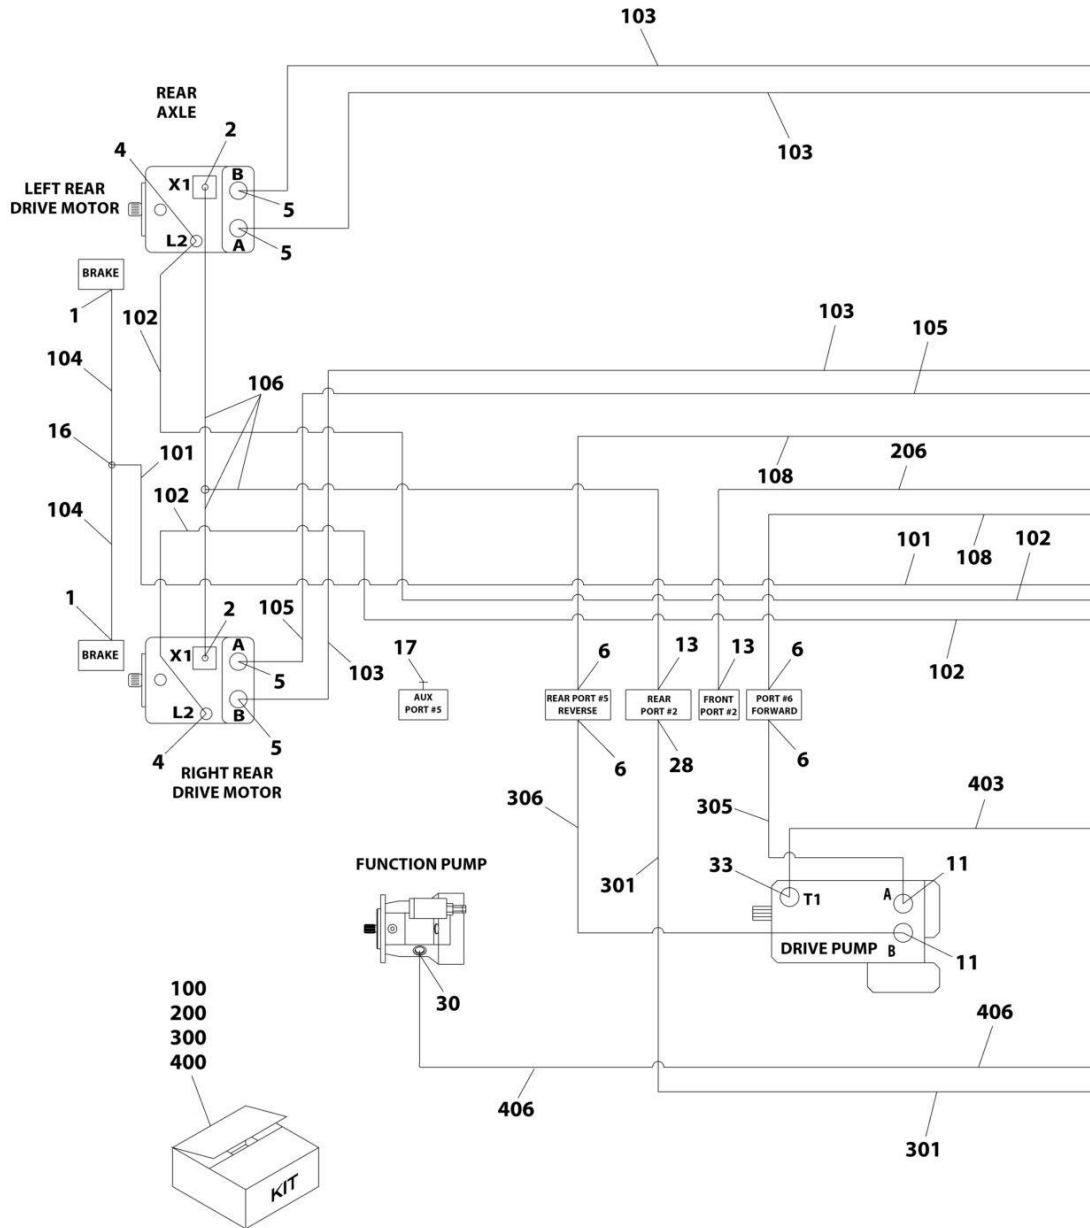 103
REAR
AXLE
2
4
103
X1
B
LEFT REAR
DRIVE MOTOR
5
L2
A
5
BRAKE
1
102
103
105
104
106
16
101
206
108
102
104
108
101
102
1
2
105
A
BRAKE
X1
5
103
17
6
13
13
6
102
AUX
PORT #5
REAR PORT #5
REVERSE
REAR
PORT #2
FRONT
PORT #2
PORT #6
FORWARD
B
L2
4
5
6
28
6
RIGHT REAR
DRIVE MOTOR
306
305
403
FUNCTION PUMP
301
33
11
T1
A
DRIVE PUMP
B
11
30
100
200
300
400
406
406
301
KIT